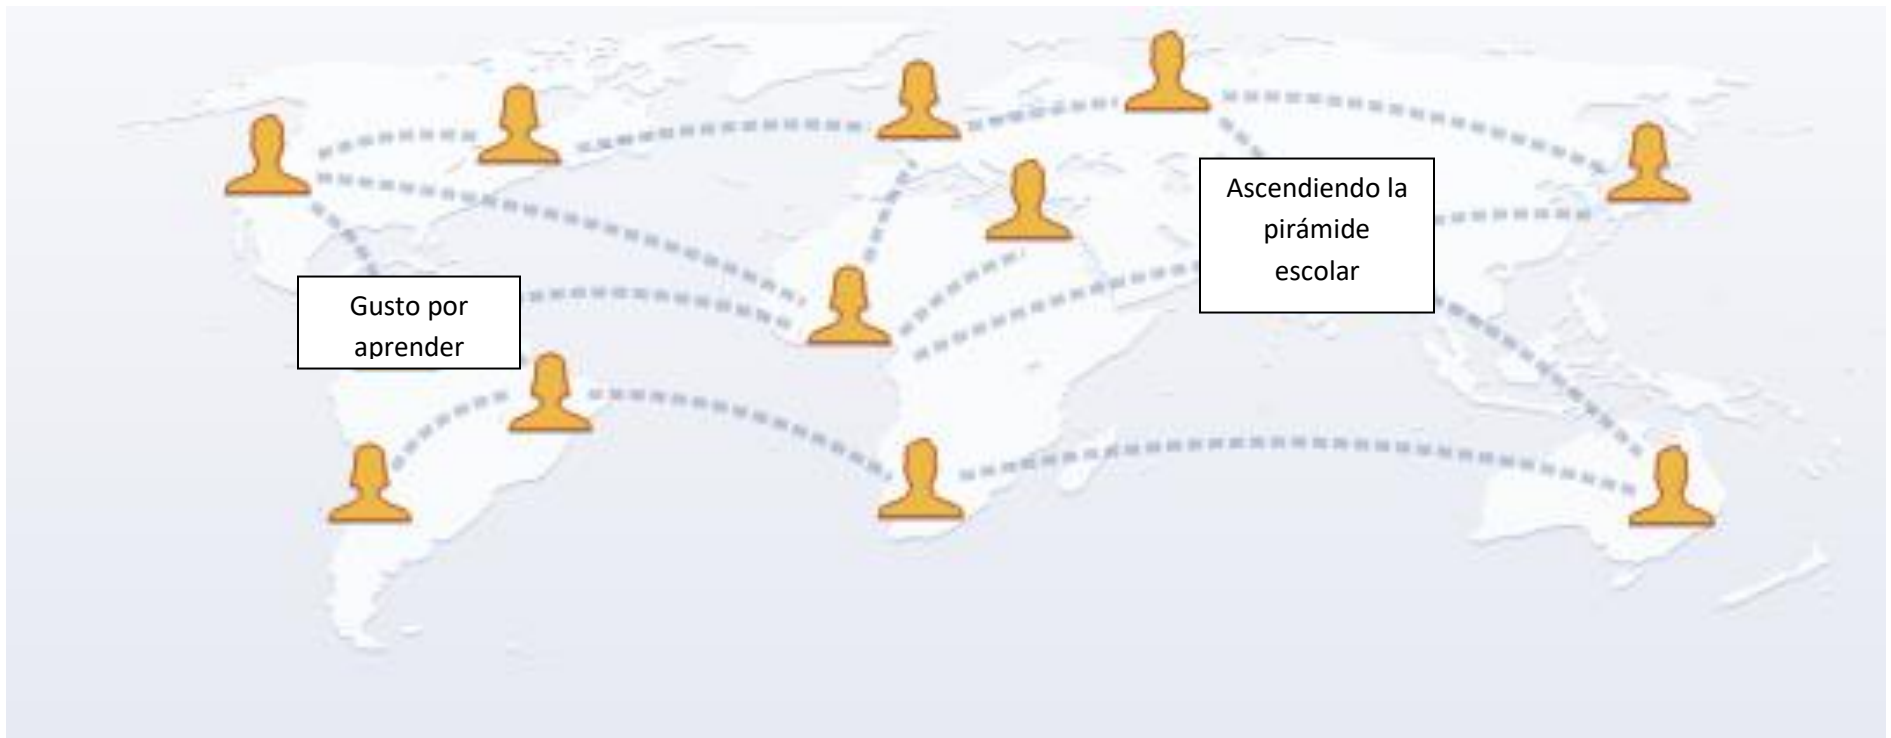 Ascendiendo la
pirámide
escolar
Gusto por
aprender